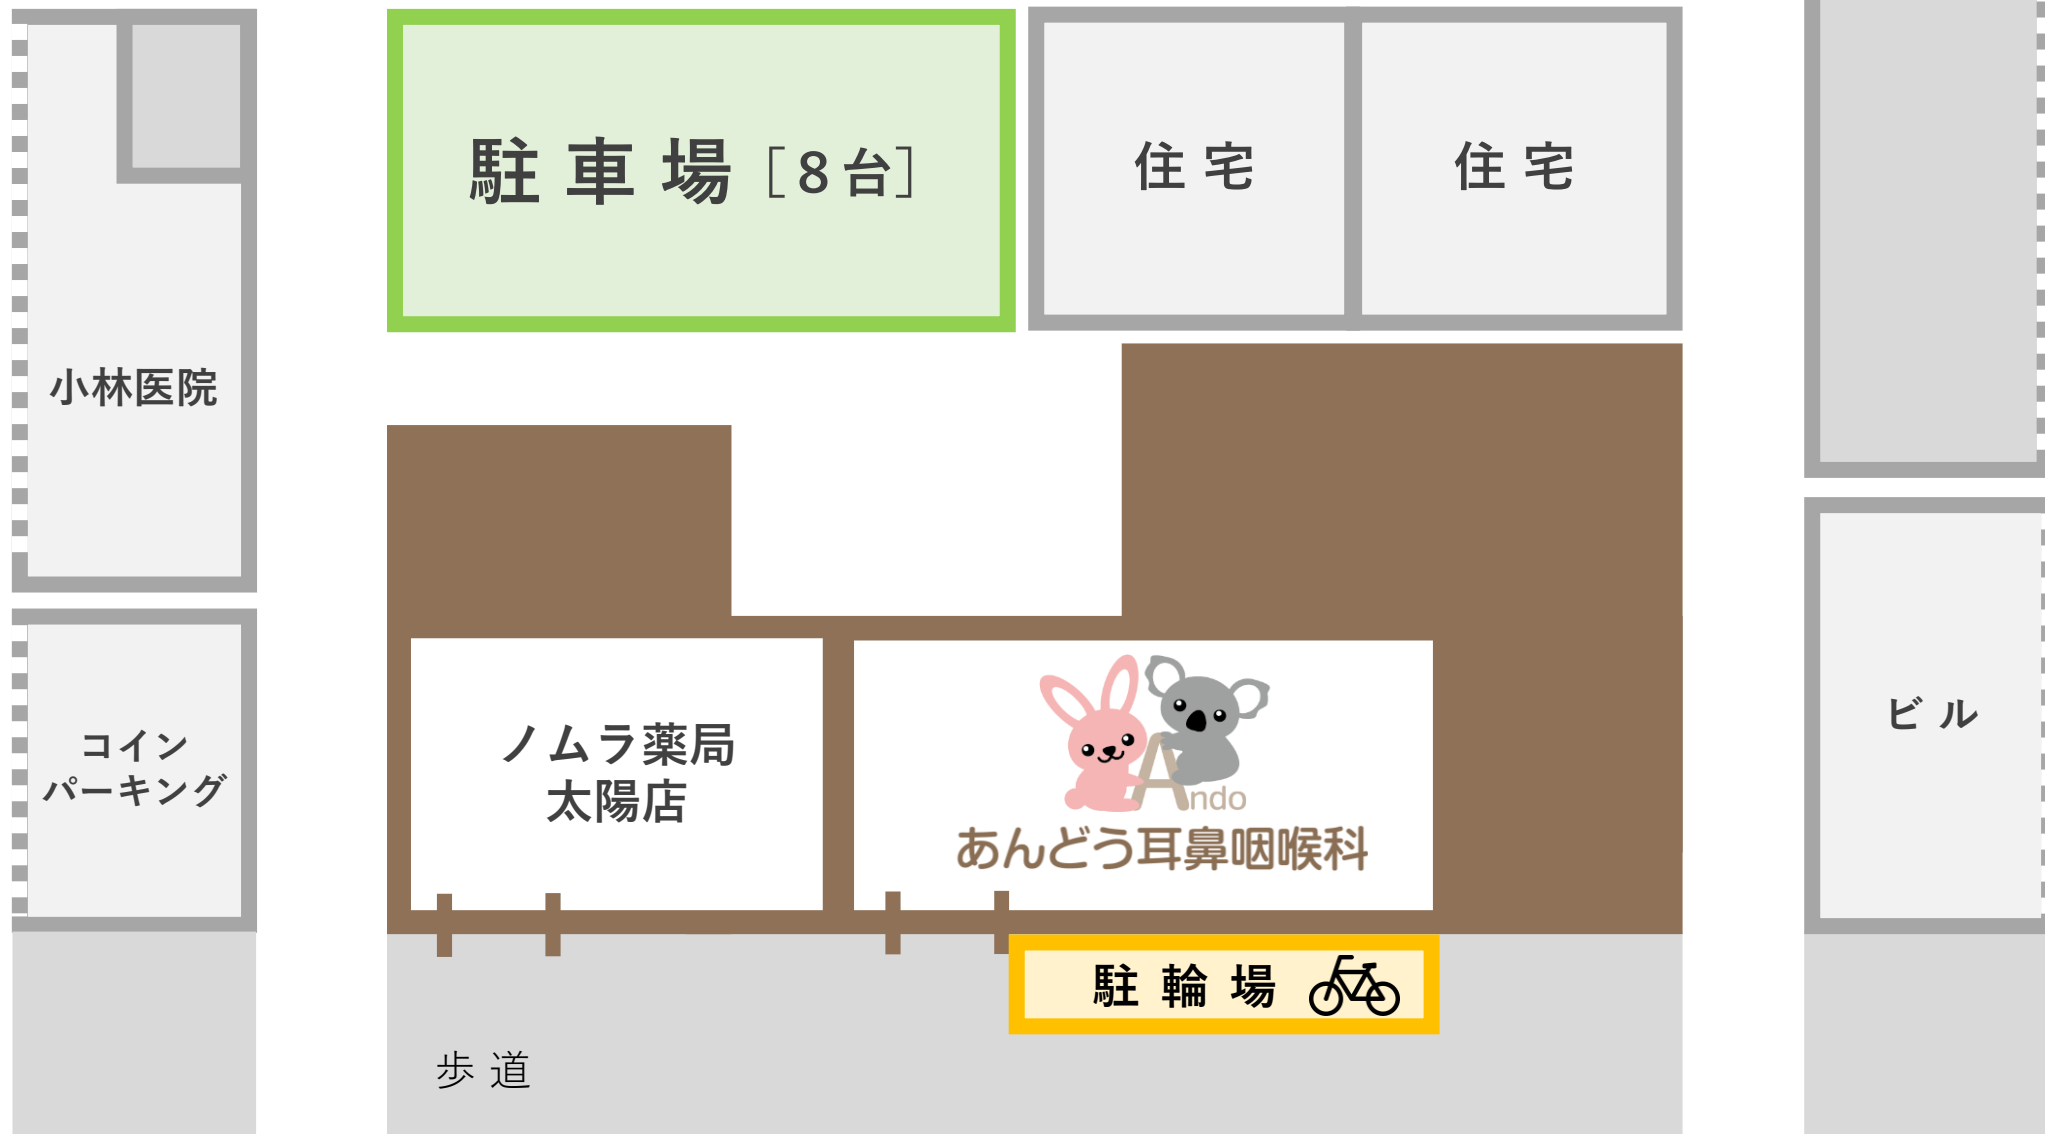 駐車場［8台］
住宅
住宅
小林医院
コイン
パーキング
ノムラ薬局
太陽店
Ando
あんどう耳鼻咽喉科
ビル
駐輪場
歩道